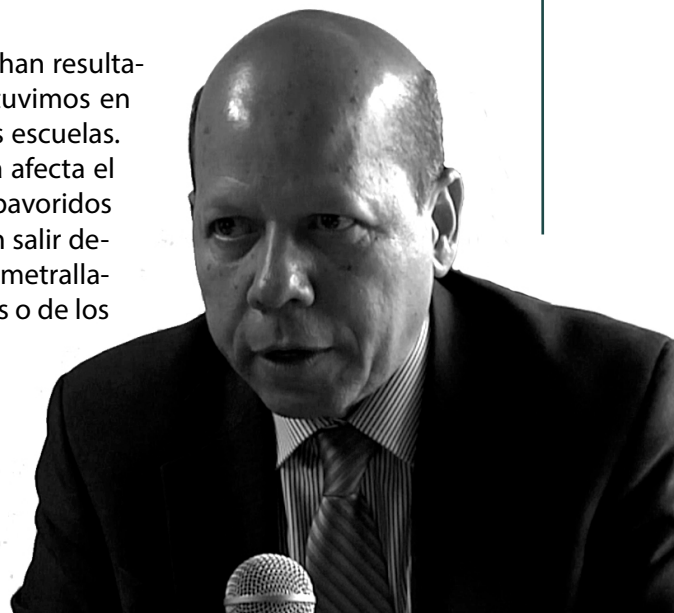 han resulta-
tuvimos en
s escuelas.
a afecta el
pavoridos
n salir de-
metralla-
s o de los